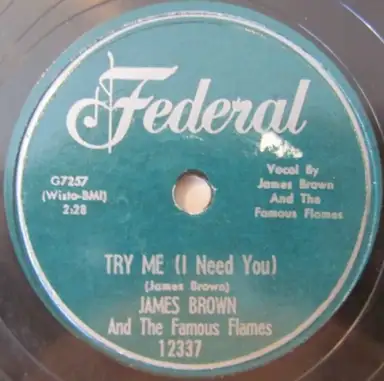 Federal
G7257
(Wisto-BMI)
2:28
Vocal By
James Brown
And The
Famous Flames
TRY ME (I Need You)
(James Brown)
JAMES BROWN
And The Famous Flames
12337